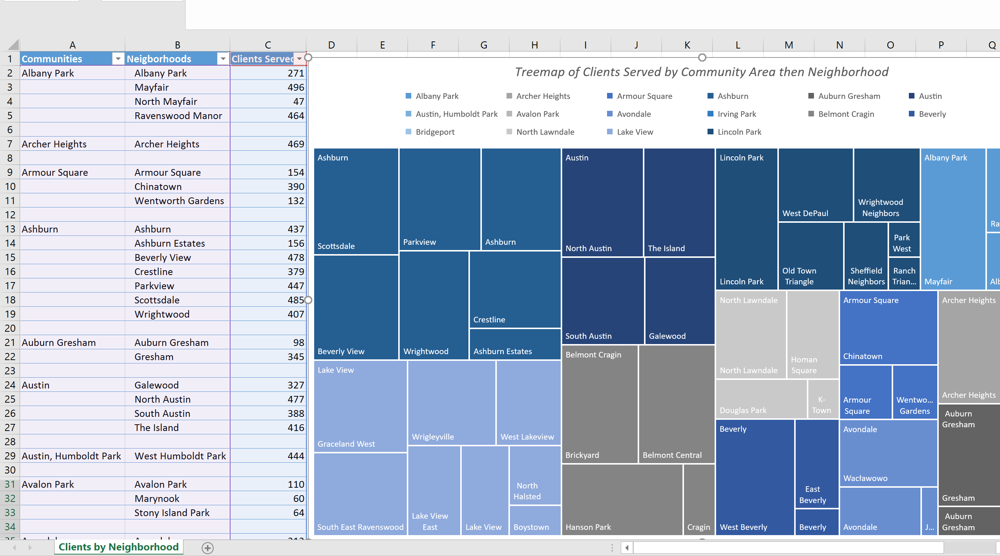 A B C D E F G H I J K L M N O P Q
1 Communities Neigborhoods Clients Served
2 Albany Park Albany Park 271
3 Mayfair 496
4 North Mayfair 47
5 Ravenswood Manor 464
6
7 Archer Heights Archer Heights 469
8
9 Armour Square Armour Square 154
10 Chinatown 390
11 Wentworth Gardens 132
12
13 Ashburn Ashburn 437
14 Ashburn Estates 156
15 Beverly View 478
16 Crestline 379
17 Parkview 447
18 Scottsdale 485
19 Wrightwood 407
20
21 Auburn Gresham Auburn Gresham 98
22 Gresham 345
23
24 Austin Galewood 327
25 North Austin 477
26 South Austin 388
27 The Island 416
28
29 Austin, Humboldt Park West Humboldt Park 444
30
31 Avalon Park Avalon Park 110
32 Marynook 60
33 Stony Island Park 64
34
Treemap of Clients Served by Community Area then Neighborhood
Albany Park Archer Heights Armour Square Ashburn Auburn Gresham Austin
Austin, Humboldt Park Avalon Park Avondale Irving Park Belmont Cragin Beverly
Bridgeport North Lawndale Lake View Lincoln Park
Ashburn
Scottsdale
Parkview
Ashburn
Beverly View
Wrightwood
Crestline
Ashburn Estates
Lake View
Graceland West
Wrigleyville
West Lakeview
South East Ravenswood
Lake View
East
Lake View
North
Halsted
Boystown
Austin
North Austin
The Island
South Austin
Galewood
Belmont Cragin
Brickyard
Belmont Central
Hanson Park
Cragin
Lincoln Park
Lincoln Park
West DePaul
Wrightwood
Neighbors
Old Town
Triangle
Sheffield
Neighbors
Park
West
Ranch
Trian...
Albany Park
Mayfair
Ra
Alb
North Lawndale
North Lawndale
Homan
Square
Douglas Park
K-
Town
Armour Square
Chinatown
Armour
Square
Wentwo...
Gardens
Archer Heights
Archer Heights
Beverly
West Beverly
East
Beverly
Beverly
Avondale
Wacławowo
Avondale
J...
Auburn
Gresham
Gresham
Auburn
Gresham
Clients by Neighborhood